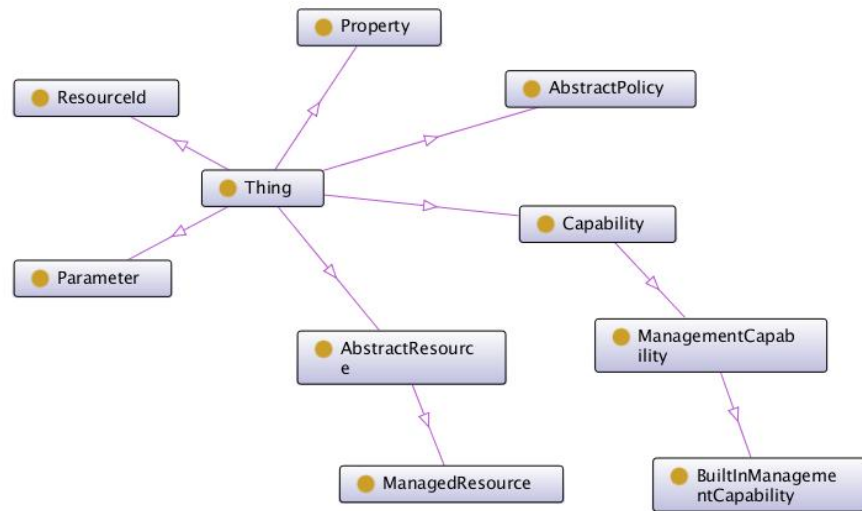 Property
ResourceId
AbstractPolicy
Thing
Capability
Parameter
AbstractResourc
e
ManagementCapab
ility
ManagedResource
BuiltInManageme
ntCapability